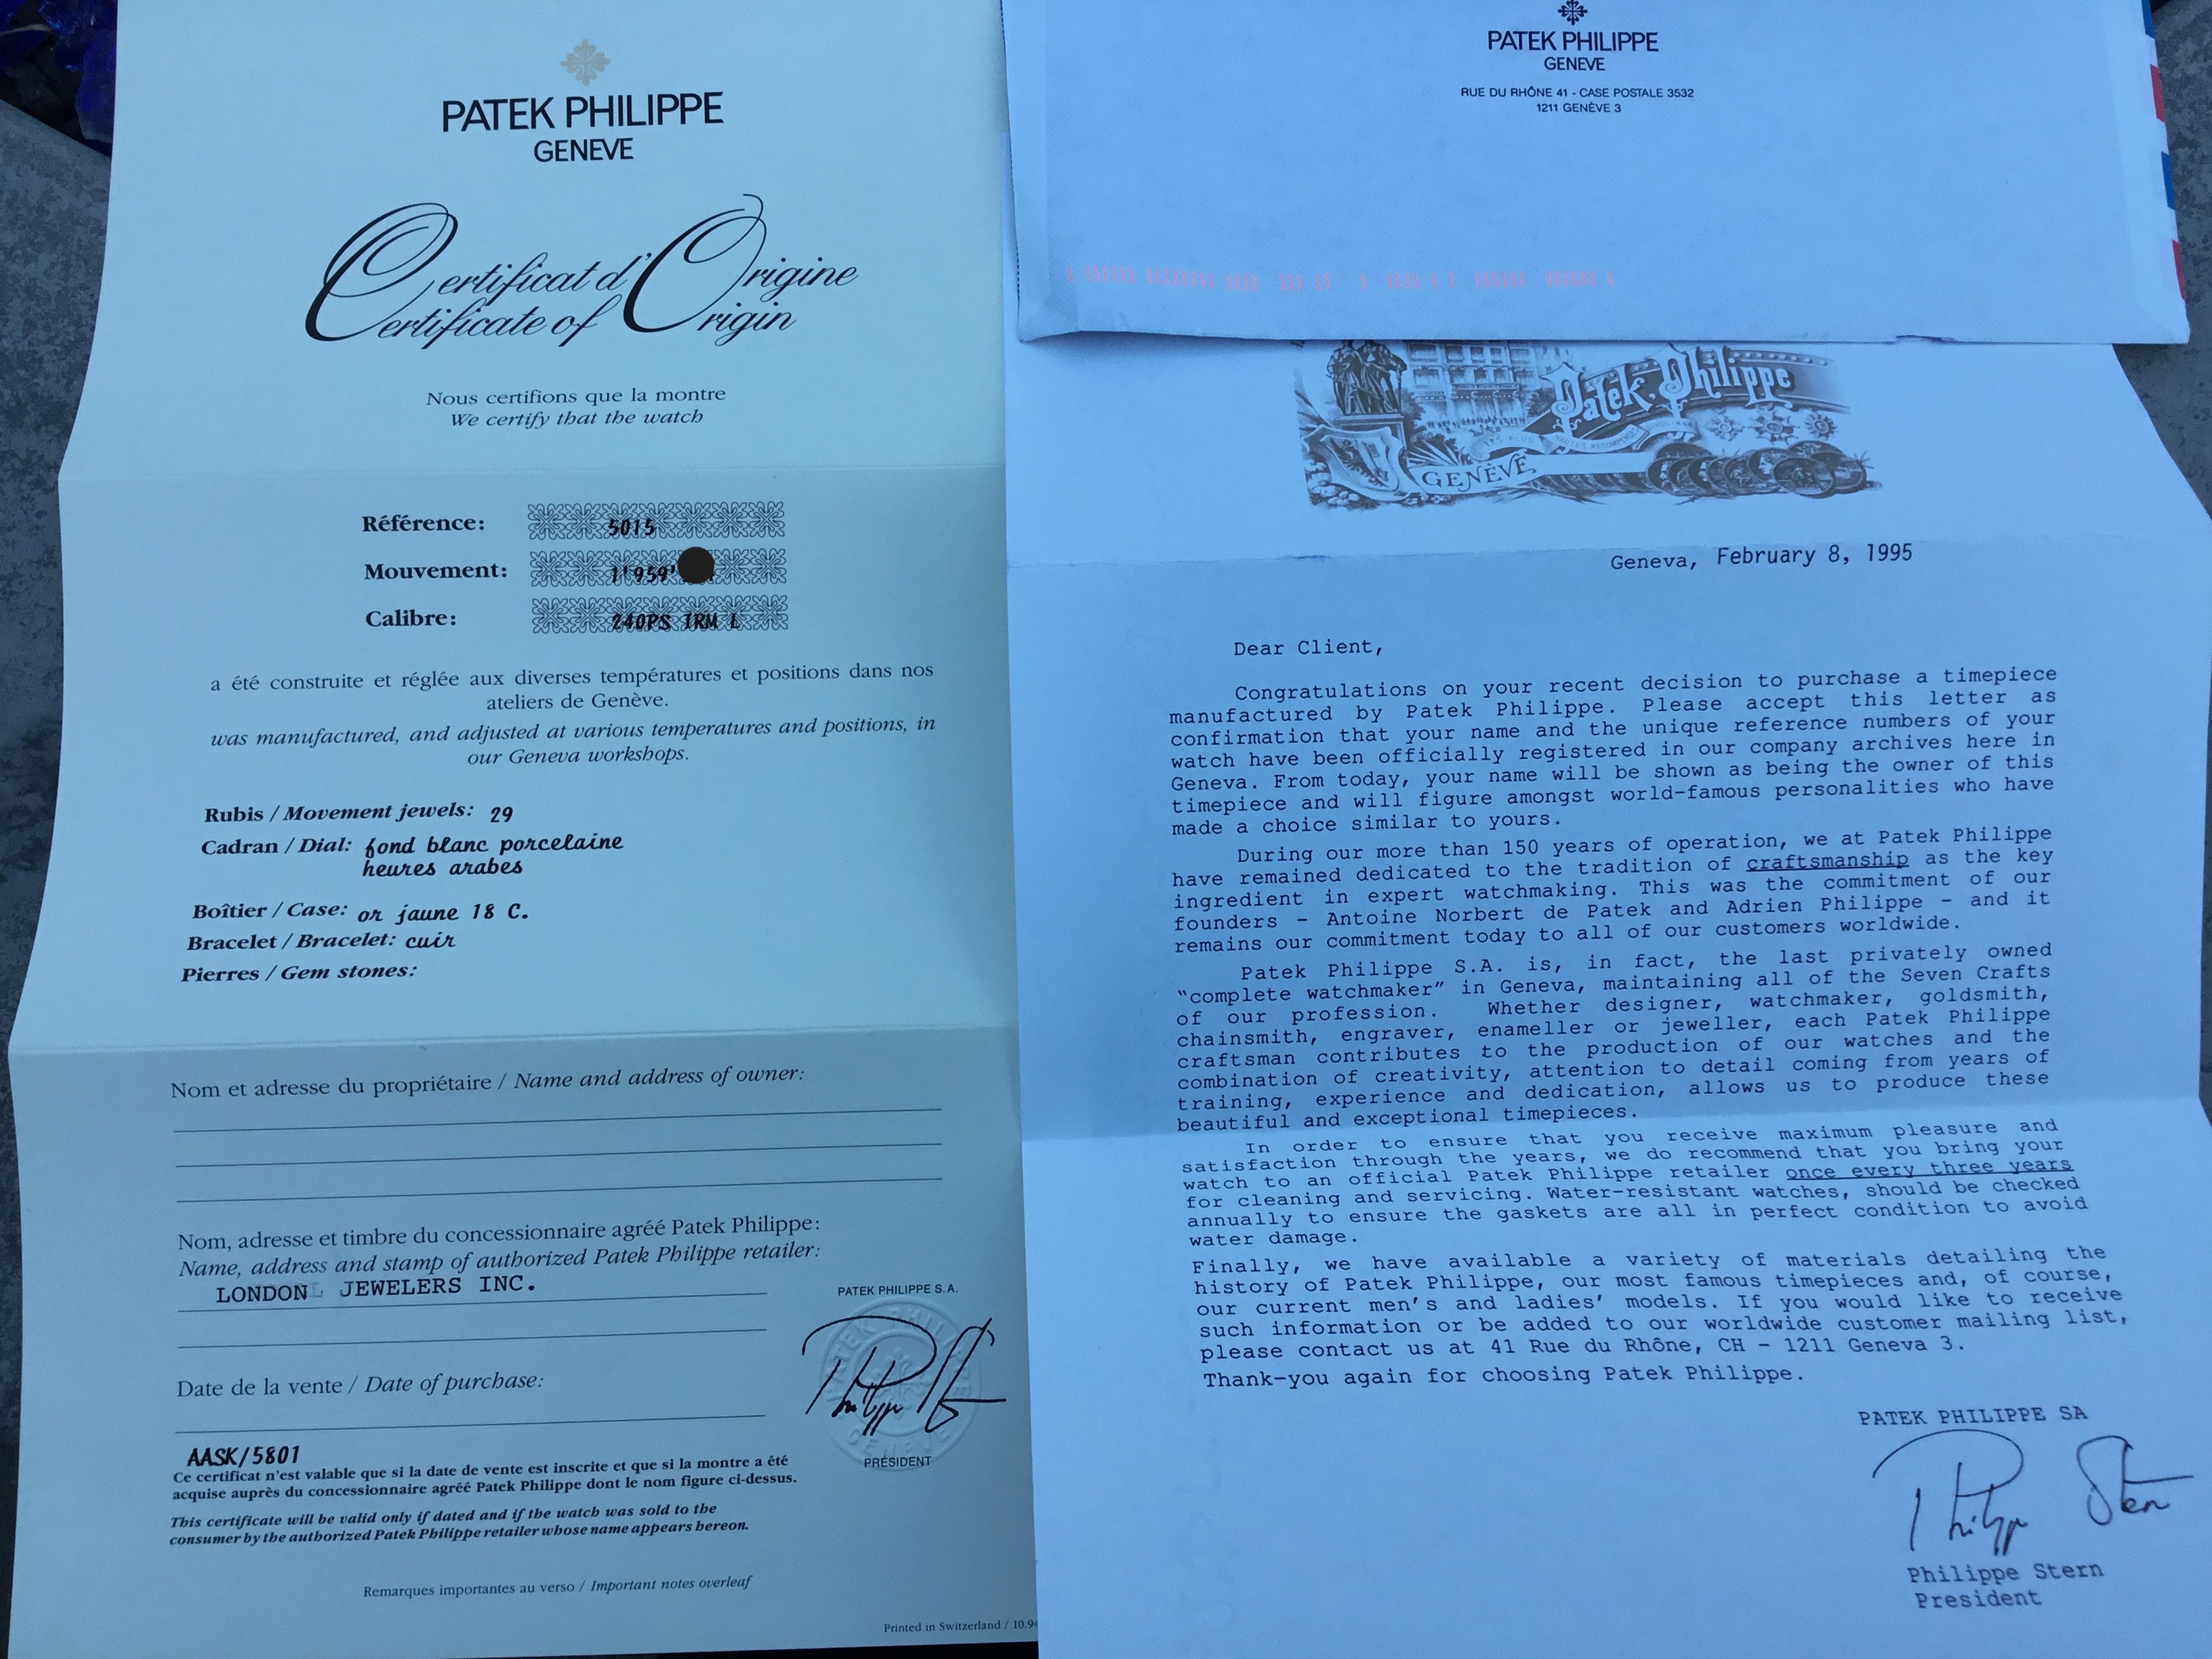 PATEK PHILIPPE
GENEVE
Certificat d'Origine
Certificate of Origin
Nous certifions que la montre
We certify that the watch
Référence: 5015
Mouvement: 1'959'
Calibre: 240PS IRM L
a été construite et réglée aux diverses températures et positions dans nos
ateliers de Genève.
was manufactured, and adjusted at various temperatures and positions, in
our Geneva workshops.
Rubis / Movement jewels: 29
Cadran / Dial: fond blanc porcelaine
heures arabes
Boîtier / Case: or jaune 18 C.
Bracelet / Bracelet: cuir
Pierres / Gem stones:
Nom et adresse du propriétaire / Name and address of owner:
Nom, adresse et timbre du concessionnaire agréé Patek Philippe:
Name, address and stamp of authorized Patek Philippe retailer:
LONDON JEWELERS INC.
PATEK PHILIPPE S.A.
PATEK PHILIPPE
GENEVE
PRÉSIDENT
Date de la vente / Date of purchase:
AASK/5801
Ce certificat n'est valable que si la date de vente est inscrite et que si la montre a été
acquise auprès du concessionnaire agréé Patek Philippe dont le nom figure ci-dessus.
This certificate will be valid only if dated and if the watch was sold to the
consumer by the authorized Patek Philippe retailer whose name appears hereon.
Remarques importantes au verso / Important notes overleaf
Printed in Switzerland / 10.94
PATEK PHILIPPE
GENEVE
RUE DU RHÔNE 41 - CASE POSTALE 3532
1211 GENÈVE 3
Patek. Philippe
GENÈVE
Geneva, February 8, 1995
Dear Client,
Congratulations on your recent decision to purchase a timepiece
manufactured by Patek Philippe. Please accept this letter as
confirmation that your name and the unique reference numbers of your
watch have been officially registered in our company archives here in
Geneva. From today, your name will be shown as being the owner of this
timepiece and will figure amongst world-famous personalities who have
made a choice similar to yours.
During our more than 150 years of operation, we at Patek Philippe
have remained dedicated to the tradition of craftsmanship as the key
ingredient in expert watchmaking. This was the commitment of our
founders - Antoine Norbert de Patek and Adrien Philippe - and it
remains our commitment today to all of our customers worldwide.
Patek Philippe S.A. is, in fact, the last privately owned
"complete watchmaker" in Geneva, maintaining all of the Seven Crafts
of our profession. Whether designer, watchmaker, goldsmith,
chainsmith, engraver, enameller or jeweller, each Patek Philippe
craftsman contributes to the production of our watches and the
combination of creativity, attention to detail coming from years of
training, experience and dedication, allows us to produce these
beautiful and exceptional timepieces.
In order to ensure that you receive maximum pleasure and
satisfaction through the years, we do recommend that you bring your
watch to an official Patek Philippe retailer once every three years
for cleaning and servicing. Water-resistant watches, should be checked
annually to ensure the gaskets are all in perfect condition to avoid
water damage.
Finally, we have available a variety of materials detailing the
history of Patek Philippe, our most famous timepieces and, of course,
our current men's and ladies' models. If you would like to receive
such information or be added to our worldwide customer mailing list,
please contact us at 41 Rue du Rhône, CH - 1211 Geneva 3.
Thank-you again for choosing Patek Philippe.
PATEK PHILIPPE SA
Philippe Stern
Philippe Stern
President